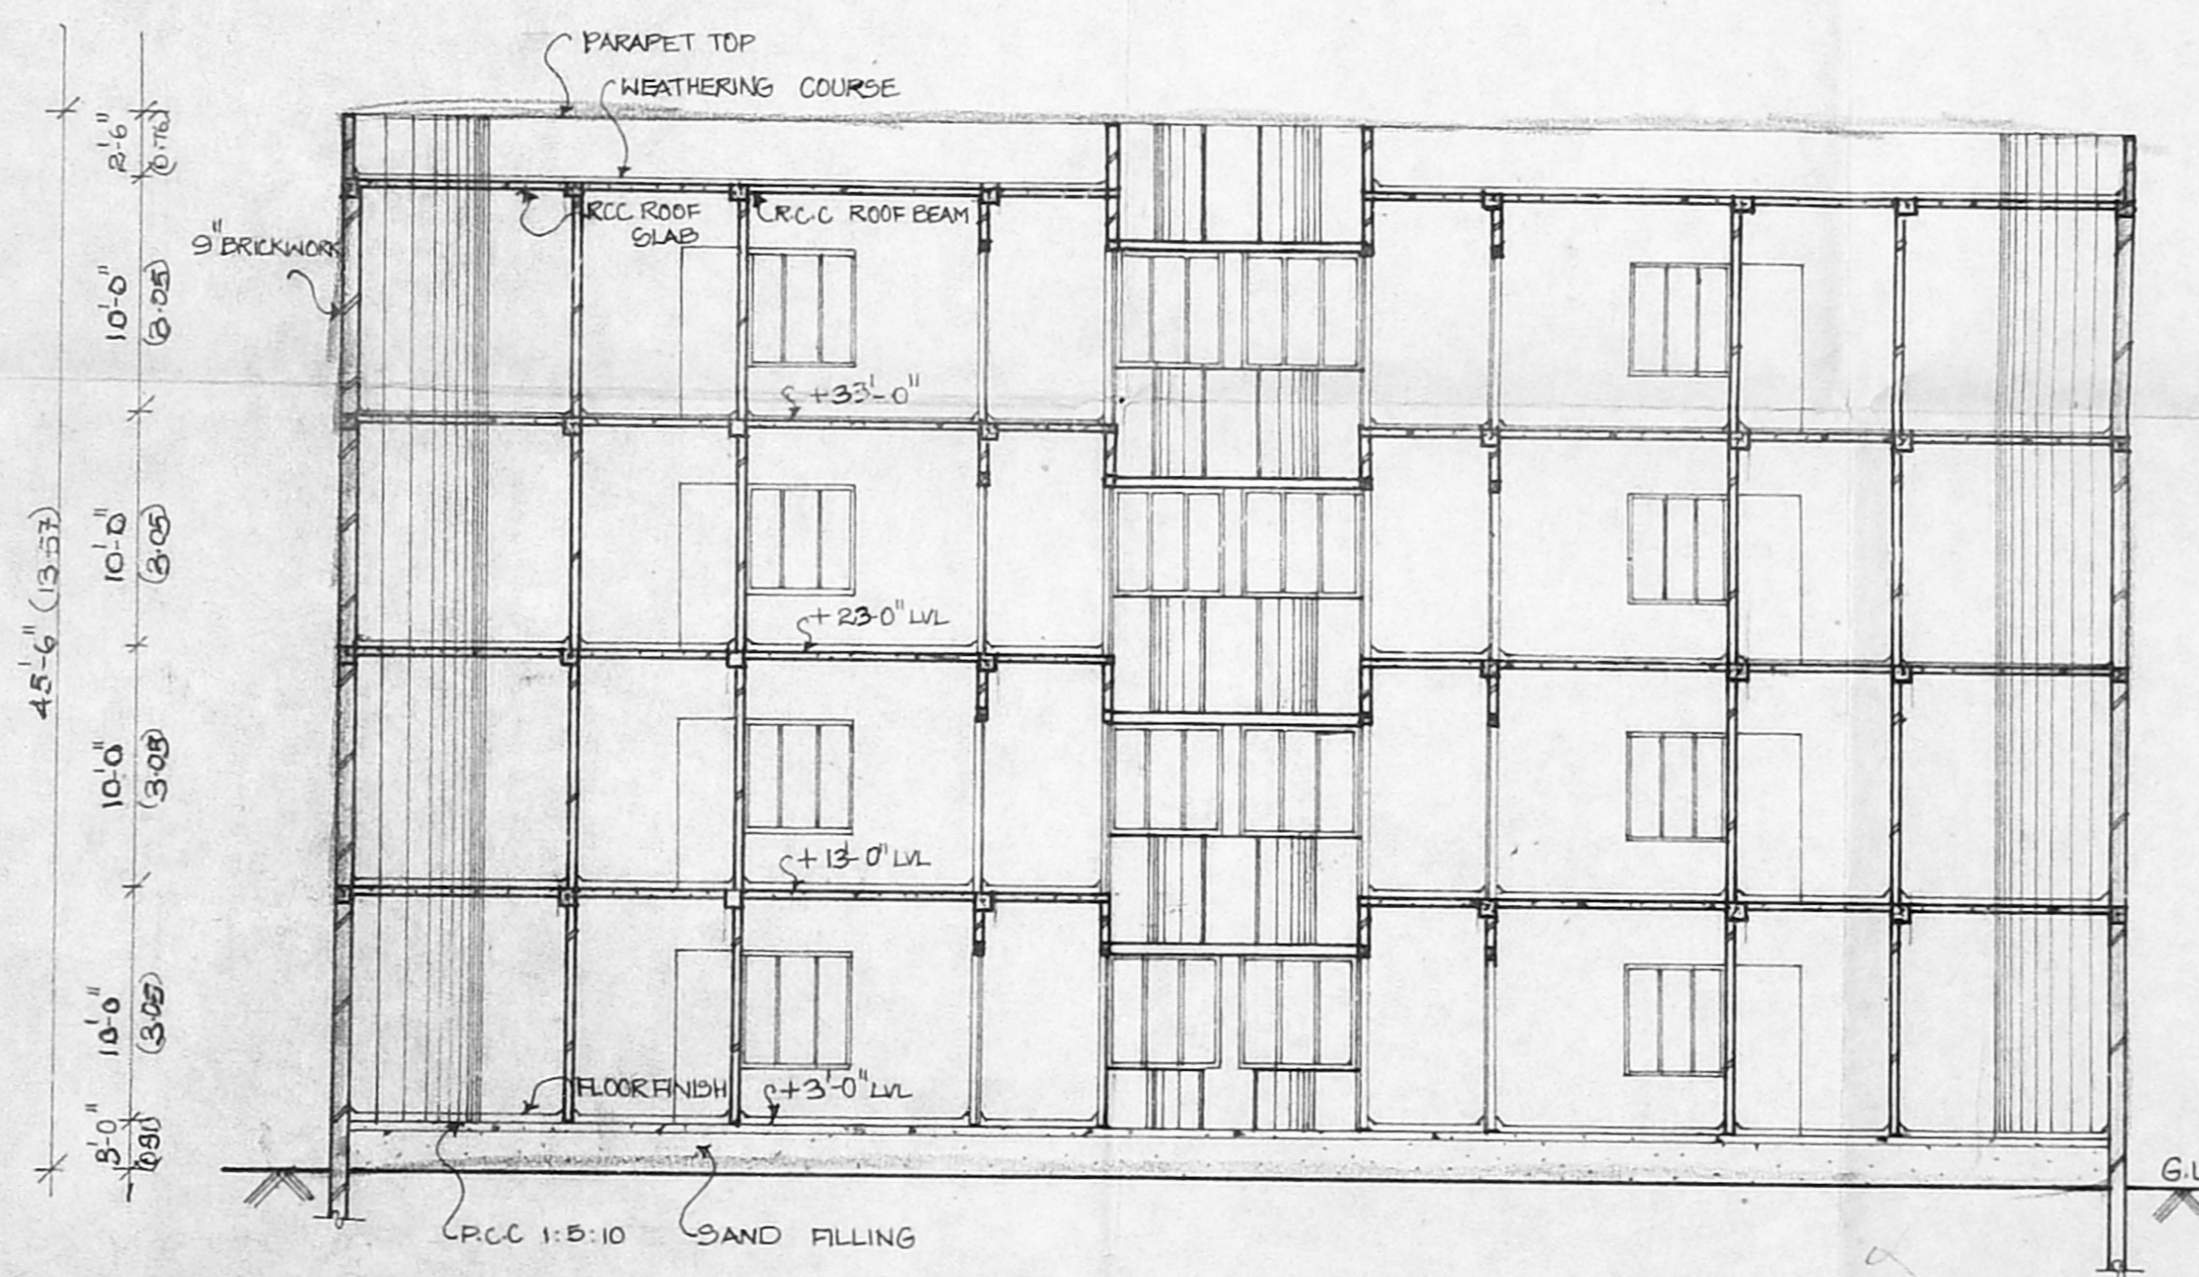 PARAPET TOP
WEATHERING COURSE
2'-6"
(0.76)
RCC ROOF
SLAB
R.C.C ROOF BEAM
9" BRICKWORK
10'-0"
(3.05)
+33'-0"
10'-0"
(3.05)
45'-6" (13.57)
+23-0" LVL
10'-0"
(3.05)
+13'-0" LVL
10'-0"
(3.05)
FLOOR FINISH
+3'-0" LVL
3'-0"
G.L
P.C.C 1:5:10
SAND FILLING